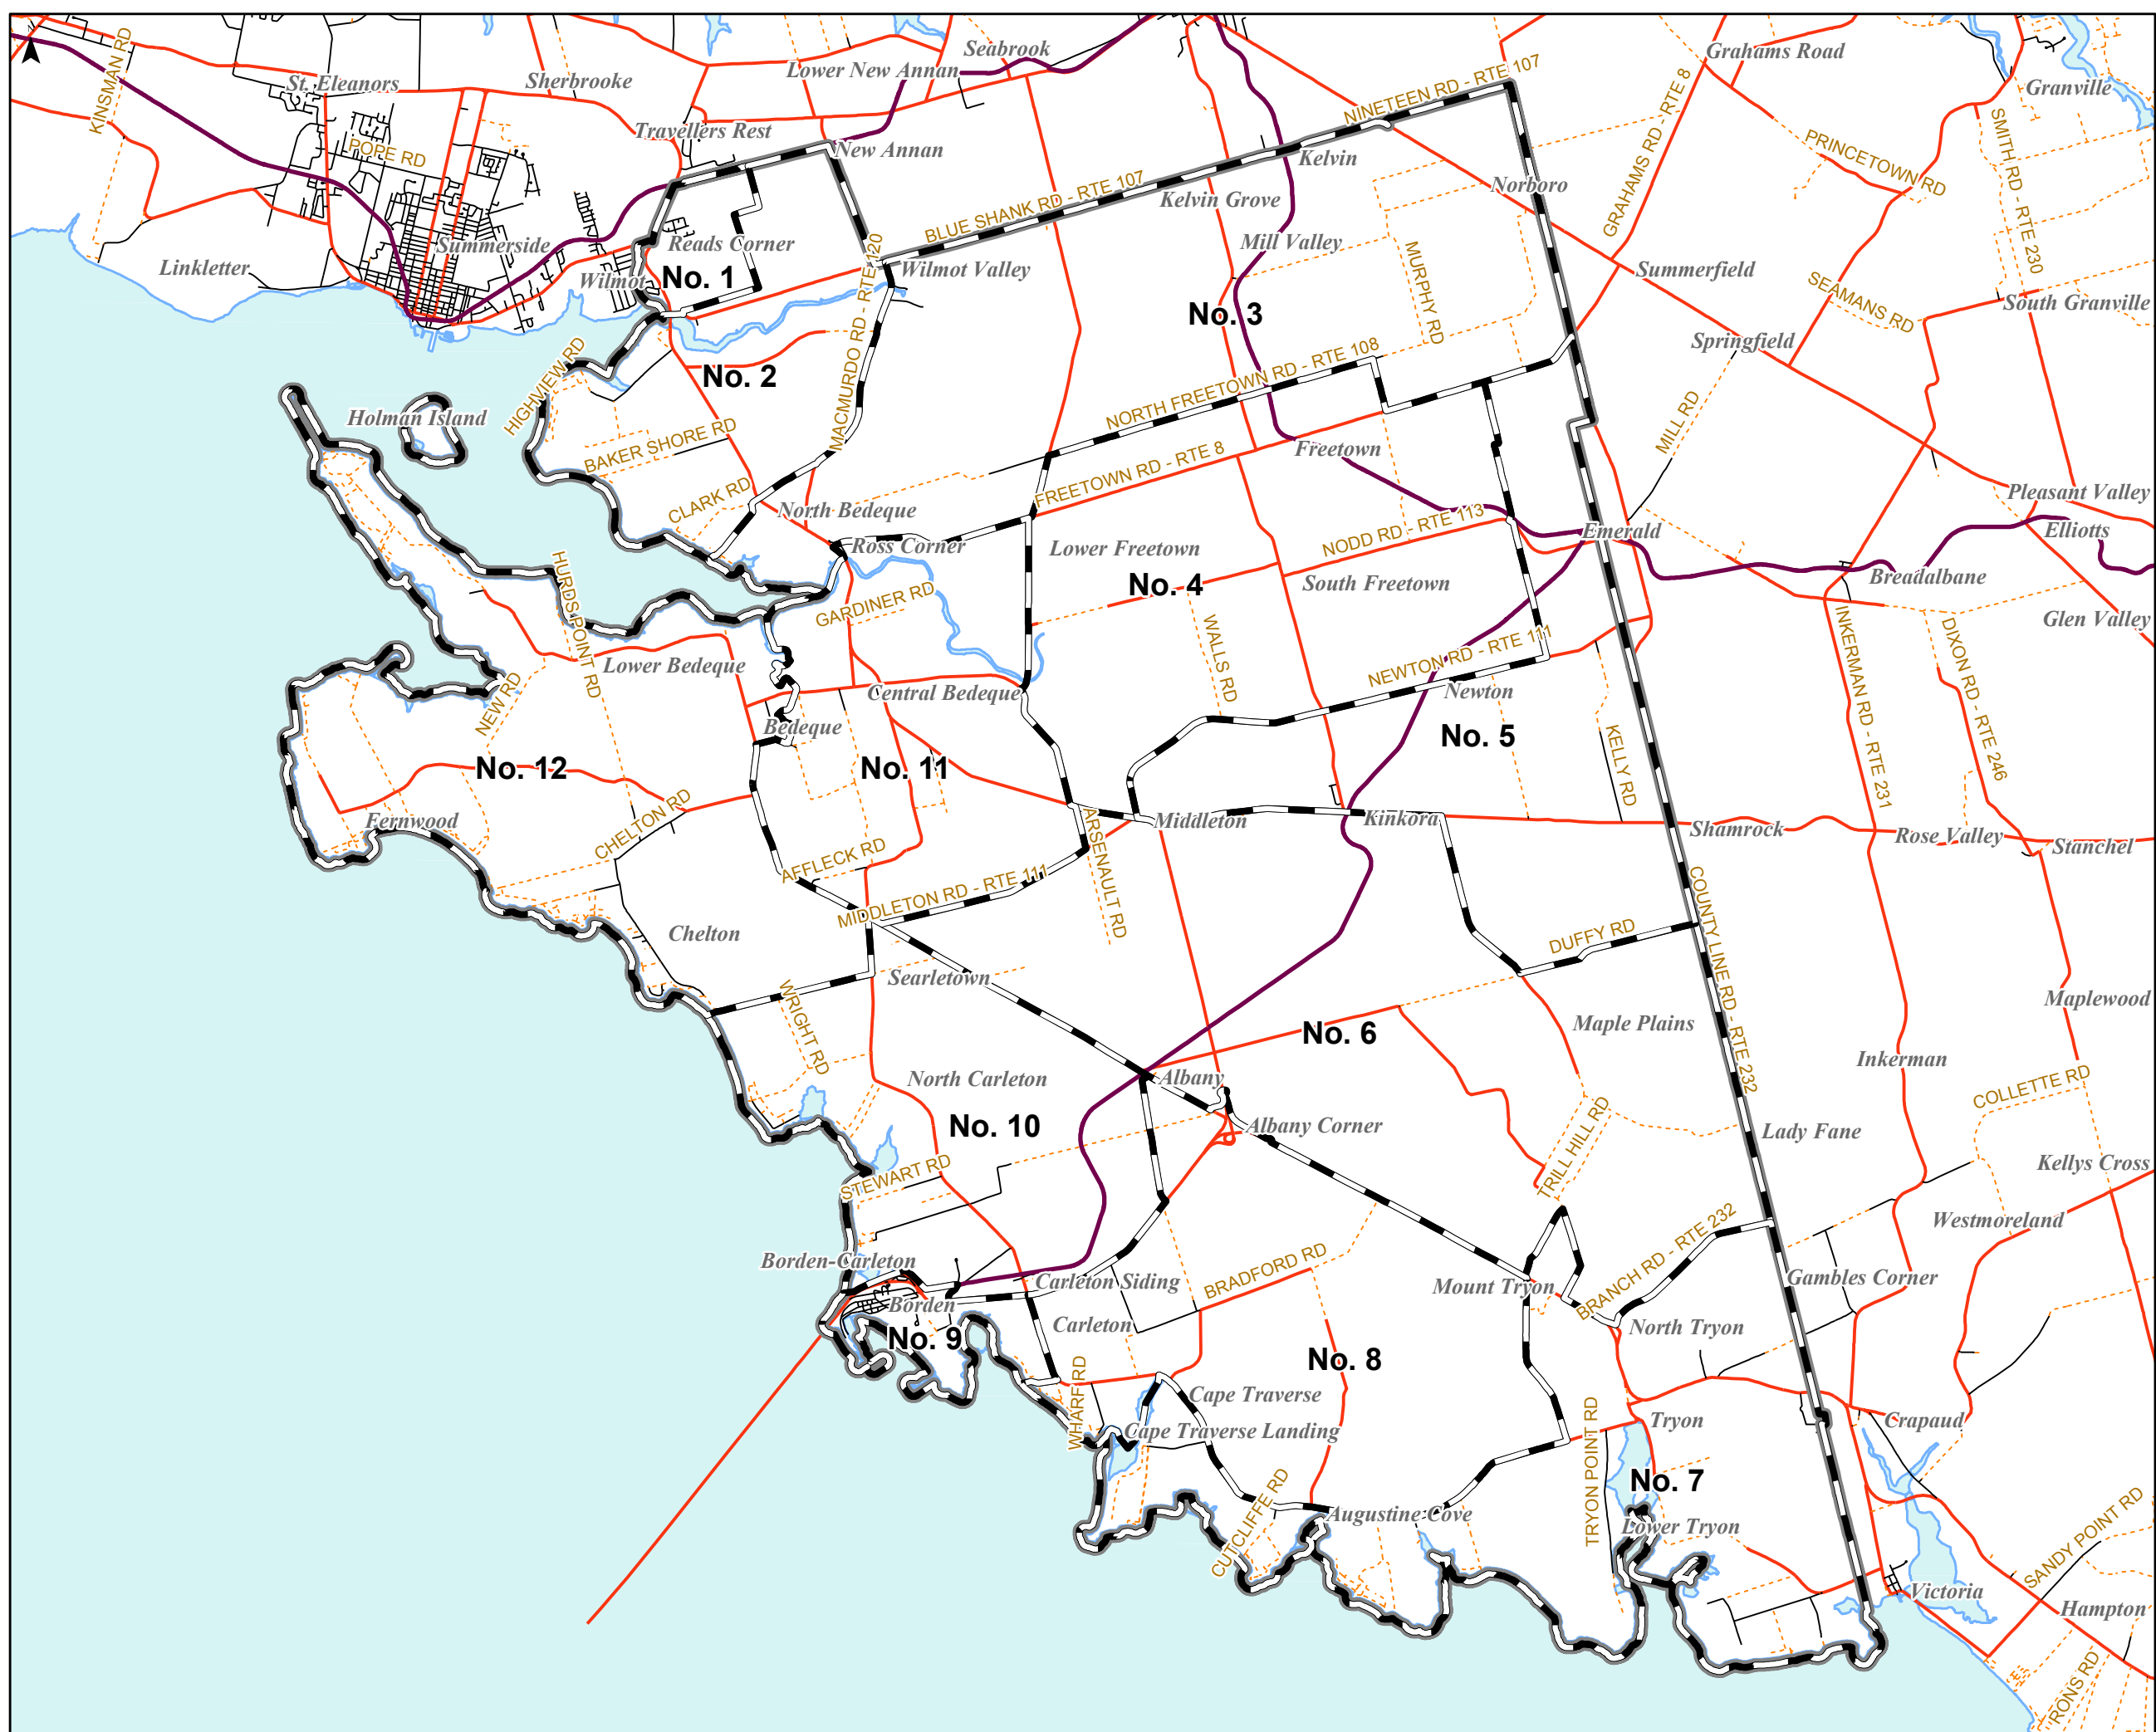 Seabrook
Grahams Road
KINSMAN RD
St. Eleanors
Sherbrooke
Lower New Annan
NINETEEN RD - RTE 107
GRAHAMS RD - RTE 8
Granville
Travellers Rest
POPE RD
New Annan
Kelvin
PRINCETOWN RD
SMITH RD - RTE 230
Norboro
Kelvin Grove
BLUE SHANK RD - RTE 107
Summerside
Reads Corner
Mill Valley
MURPHY RD
Linkletter
Wilmot
No. 1
Wilmot Valley
Summerfield
SEAMANS RD
South Granville
No. 3
MACMURDO RD - RTE 120
Springfield
HIGHVIEW RD
No. 2
NORTH FREETOWN RD - RTE 108
Holman Island
BAKER SHORE RD
MILL RD
Freetown
FREETOWN RD - RTE 8
CLARK RD
North Bedeque
Pleasant Valley
NODD RD - RTE 113
Emerald
Elliotts
Ross Corner
Lower Freetown
HURDS POINT RD
GARDINER RD
No. 4
South Freetown
Breadalbane
Glen Valley
WALLS RD
INKERMAN RD - RTE 231
DIXON RD - RTE 246
NEWTON RD - RTE 111
Lower Bedeque
Central Bedeque
Newton
NEW RD
Bedeque
No. 5
KELLY RD
No. 12
No. 11
CHELTON RD
Fernwood
ARSENAULT RD
Middleton
Kinkora
Shamrock
Rose Valley
Stanchel
AFFLECK RD
MIDDLETON RD - RTE 111
COUNTY LINE RD - RTE 232
Chelton
DUFFY RD
Searletown
WRIGHT RD
Maplewood
No. 6
Maple Plains
Inkerman
North Carleton
Albany
COLLETTE RD
No. 10
Albany Corner
TRILL HILL RD
Lady Fane
Kellys Cross
STEWART RD
BRANCH RD - RTE 232
Westmoreland
Borden-Carleton
Carleton Siding
BRADFORD RD
Mount Tryon
Gambles Corner
Borden
Carleton
North Tryon
No. 9
No. 8
WHARF RD
Cape Traverse
Cape Traverse Landing
TRYON POINT RD
Tryon
Crapaud
No. 7
CUTCLIFFE RD
Augustine Cove
Lower Tryon
SANDY POINT RD
Victoria
Hampton